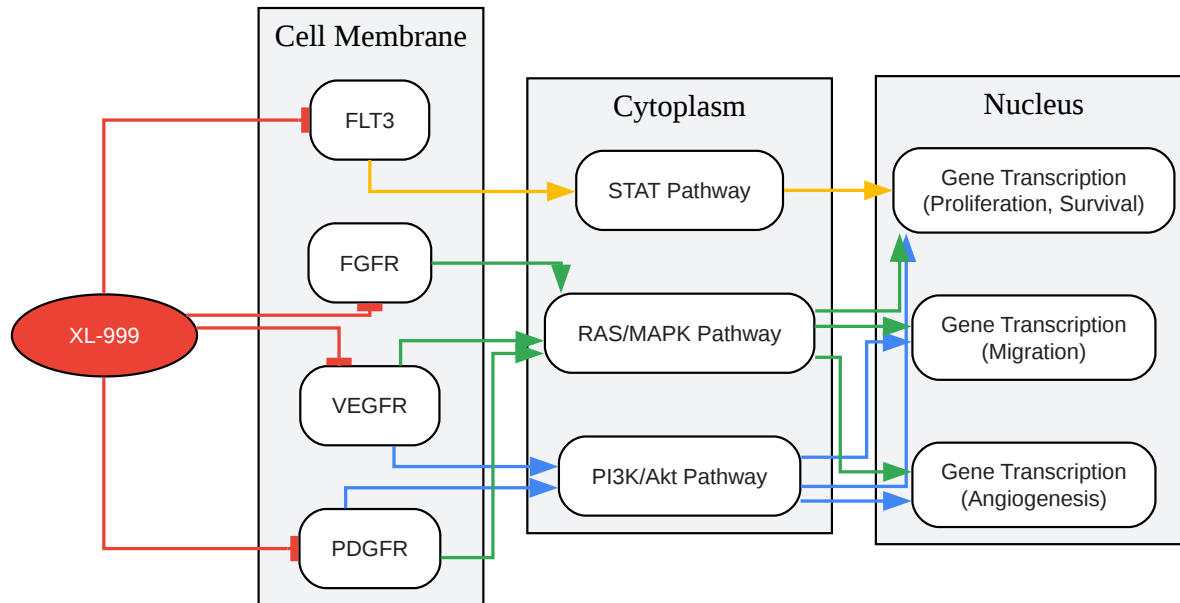 Cell Membrane
FLT3
FGFR
VEGFR
PDGFR
XL-999
Cytoplasm
STAT Pathway
RAS/MAPK Pathway
PI3K/Akt Pathway
Nucleus
Gene Transcription
(Proliferation, Survival)
Gene Transcription
(Migration)
Gene Transcription
(Angiogenesis)